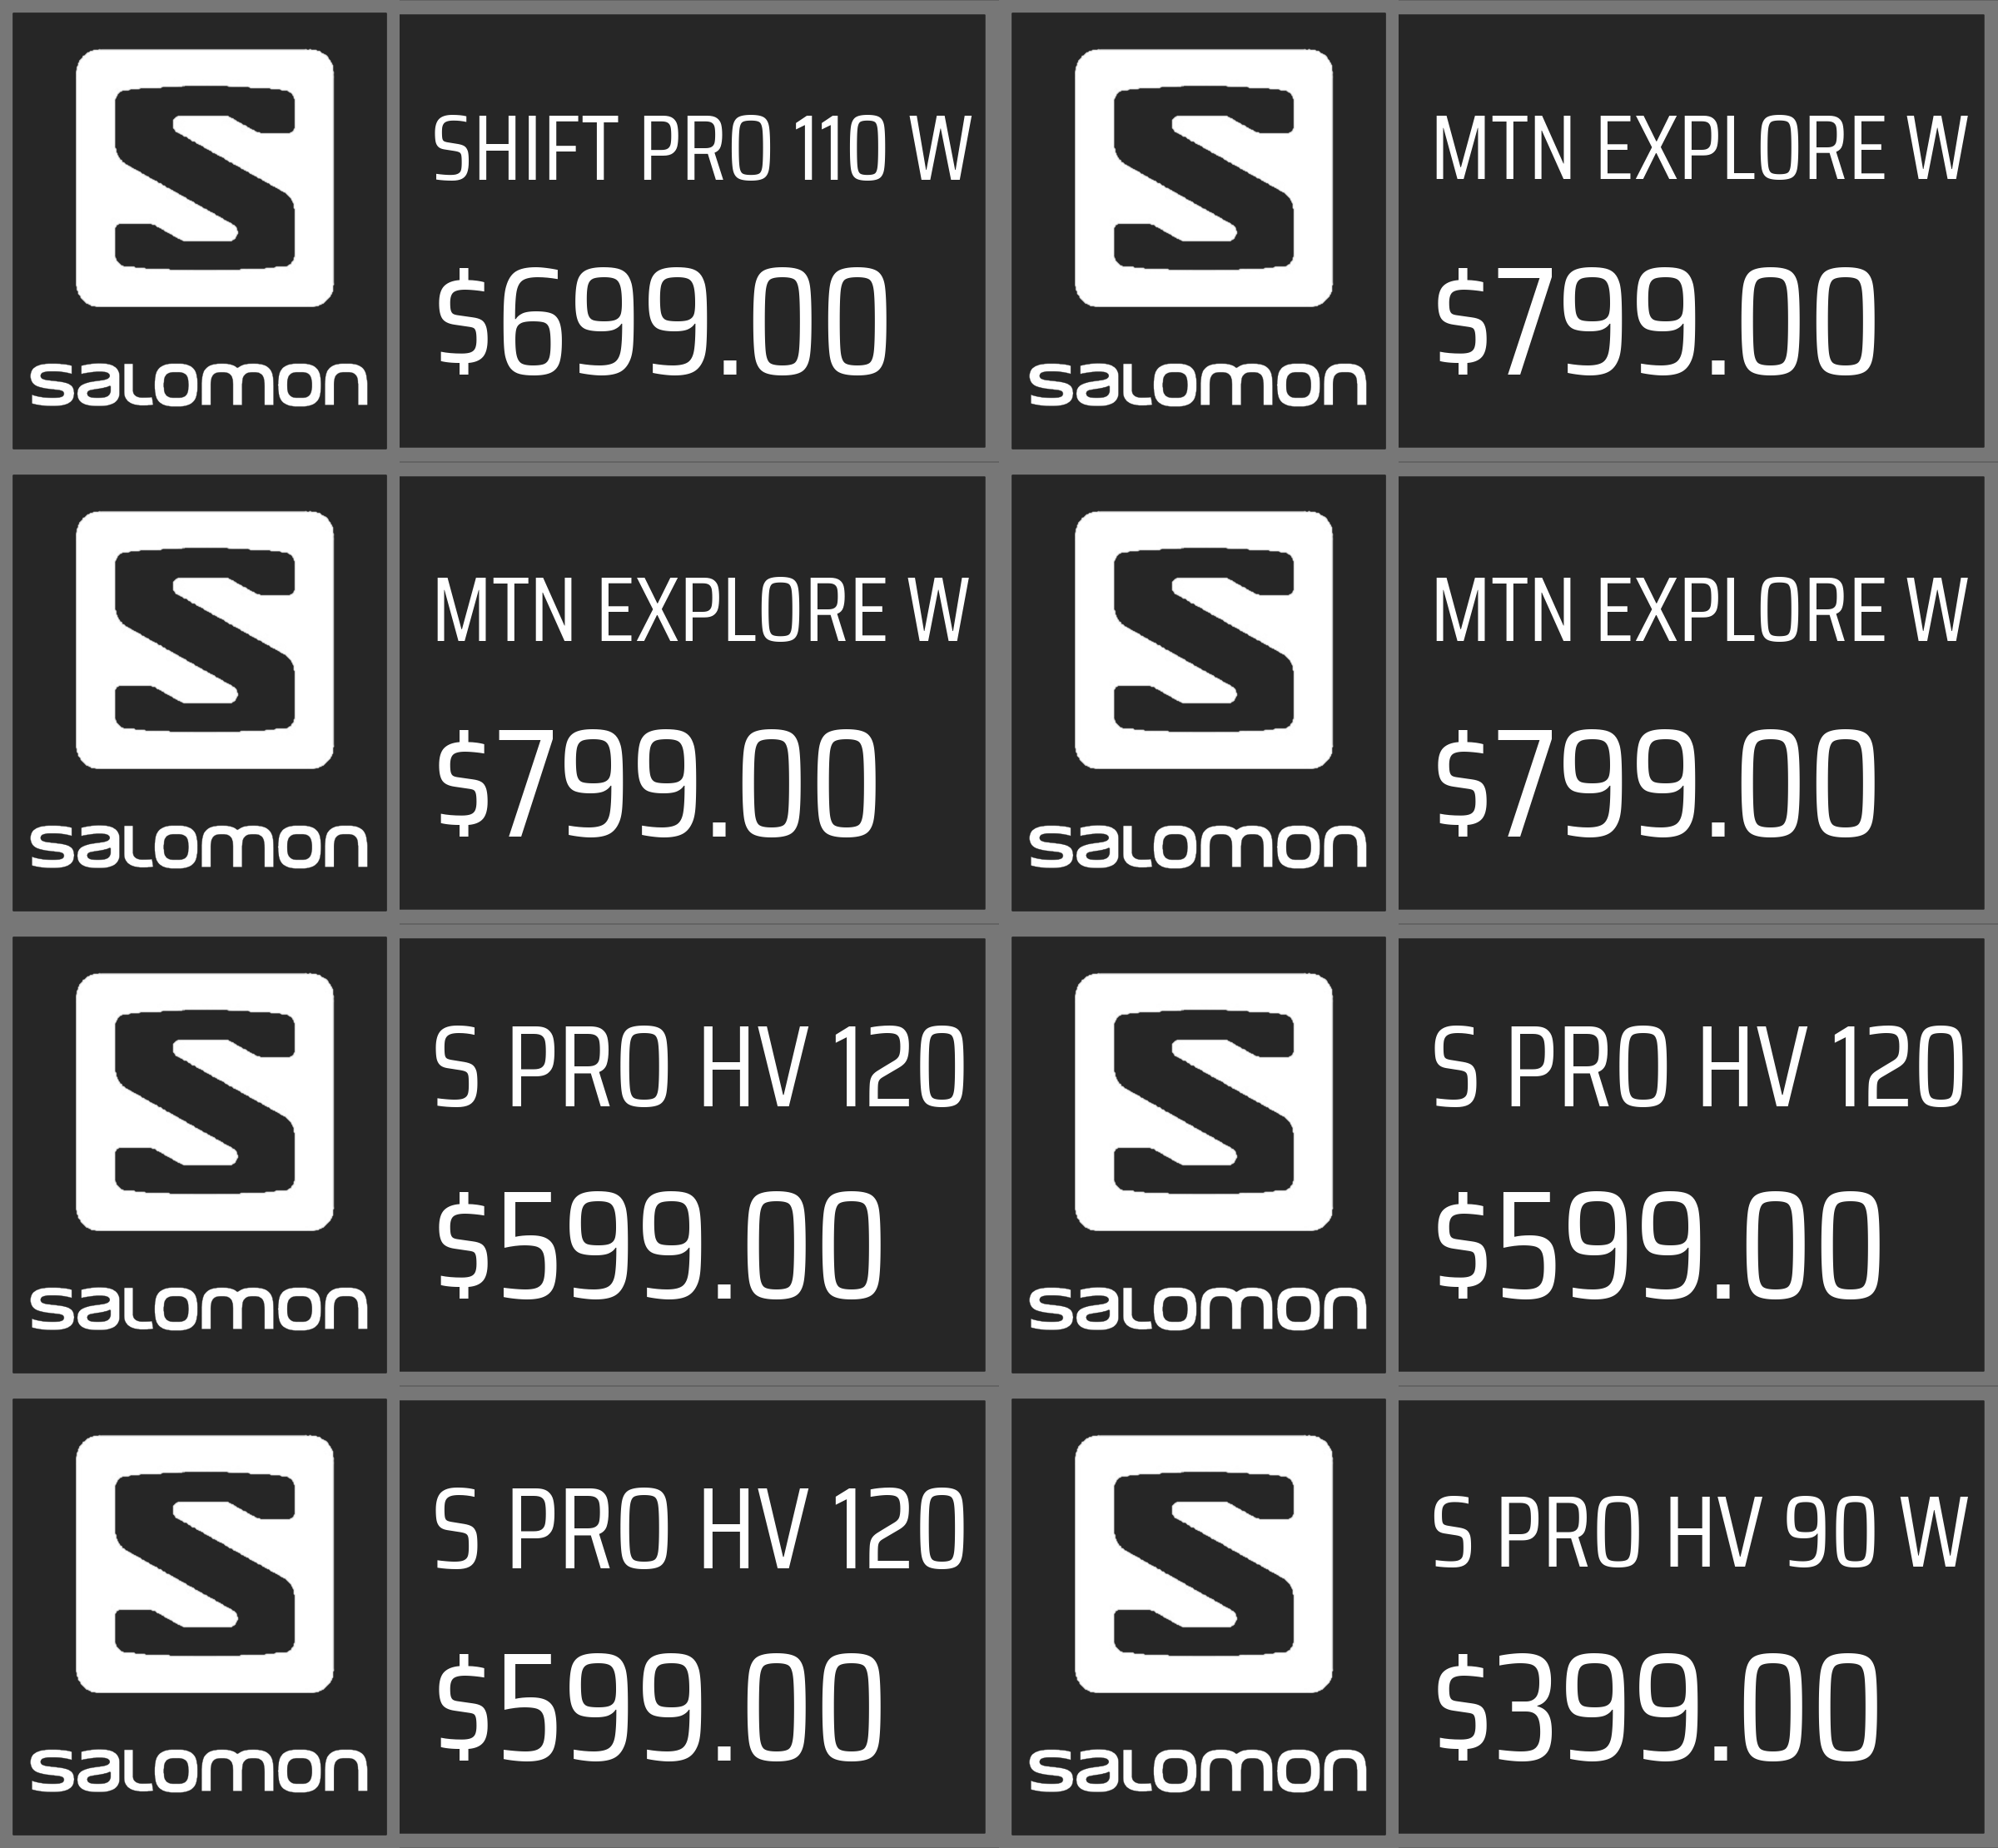 SHIFT PRO 110 W
$699.00
salomon
MTN EXPLORE W
$799.00
salomon
MTN EXPLORE W
$799.00
salomon
MTN EXPLORE W
$799.00
salomon
S PRO HV 120
$599.00
salomon
S PRO HV 120
$599.00
salomon
S PRO HV 120
$599.00
salomon
S PRO HV 90 W
$399.00
salomon